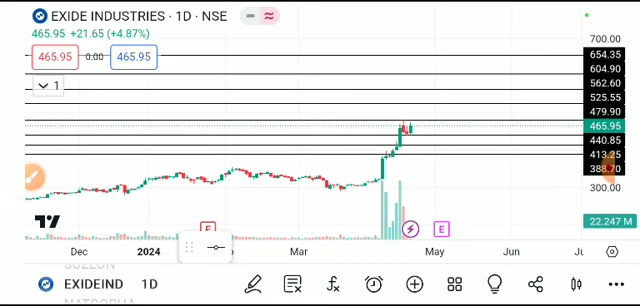 EXIDE INDUSTRIES · 1D · NSE
465.95 +21.65 (+4.87%)
465.95 0.00 465.95
1
700.00
654.35
604.90
562.60
525.55
479.90
465.95
440.85
413.25
388.70
300.00
22.247 M
E
E
Dec 2024 Mar May Jun
EXIDEIND 1D